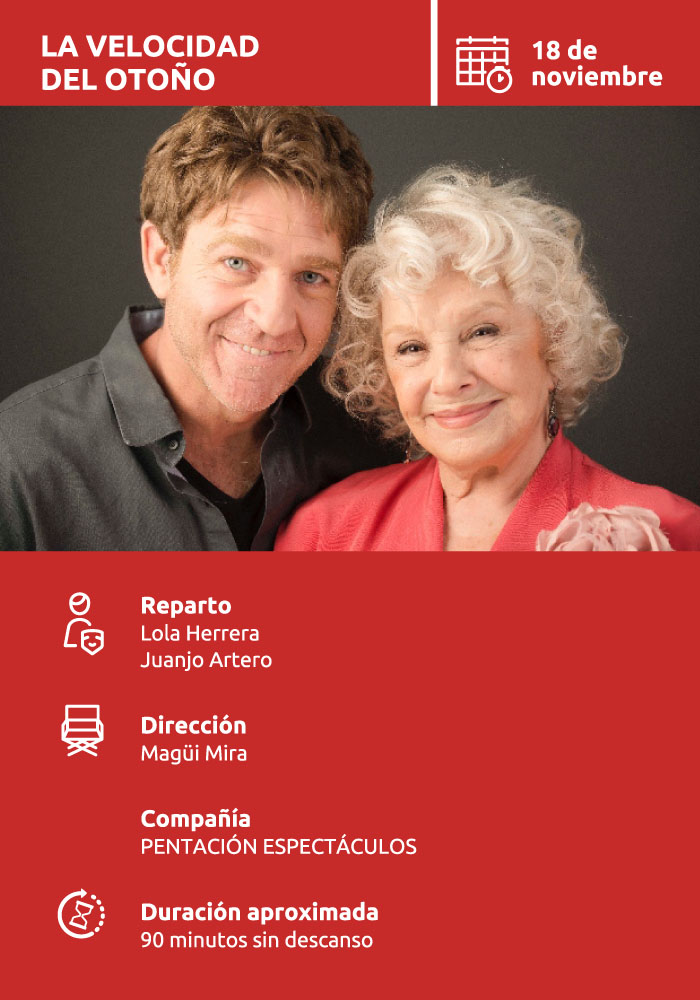 LA VELOCIDAD
DEL OTOÑO
18 de
noviembre
Reparto
Lola Herrera
Juanjo Artero
Dirección
Magüi Mira
Compañía
PENTACIÓN ESPECTÁCULOS
Duración aproximada
90 minutos sin descanso